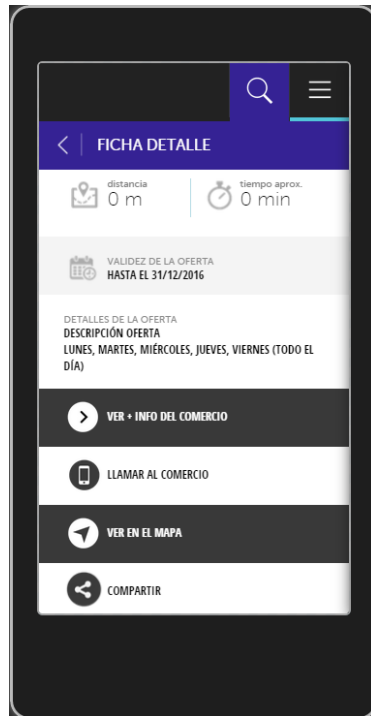 FICHA DETALLE
distancia
0 m
tiempo aprox.
0 min
VALIDEZ DE LA OFERTA
HASTA EL 31/12/2016
DETALLES DE LA OFERTA
DESCRIPCIÓN OFERTA
LUNES, MARTES, MIÉRCOLES, JUEVES, VIERNES (TODO EL
DÍA)
VER + INFO DEL COMERCIO
LLAMAR AL COMERCIO
VER EN EL MAPA
COMPARTIR